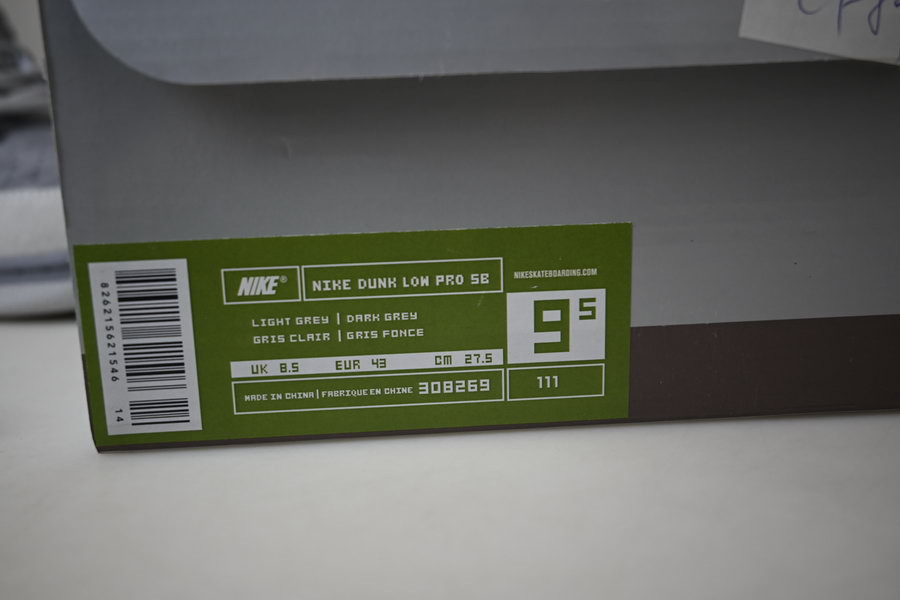 826215621546 14
NIKE®
NIKE DUNK LOW PRO SB
NIKESKATEBOARDING.COM
LIGHT GREY | DARK GREY
GRIS CLAIR | GRIS FONCE
9 5
UK 8.5 EUR 43 CM 27.5
MADE IN CHINA | FABRIQUE EN CHINE 308269
111